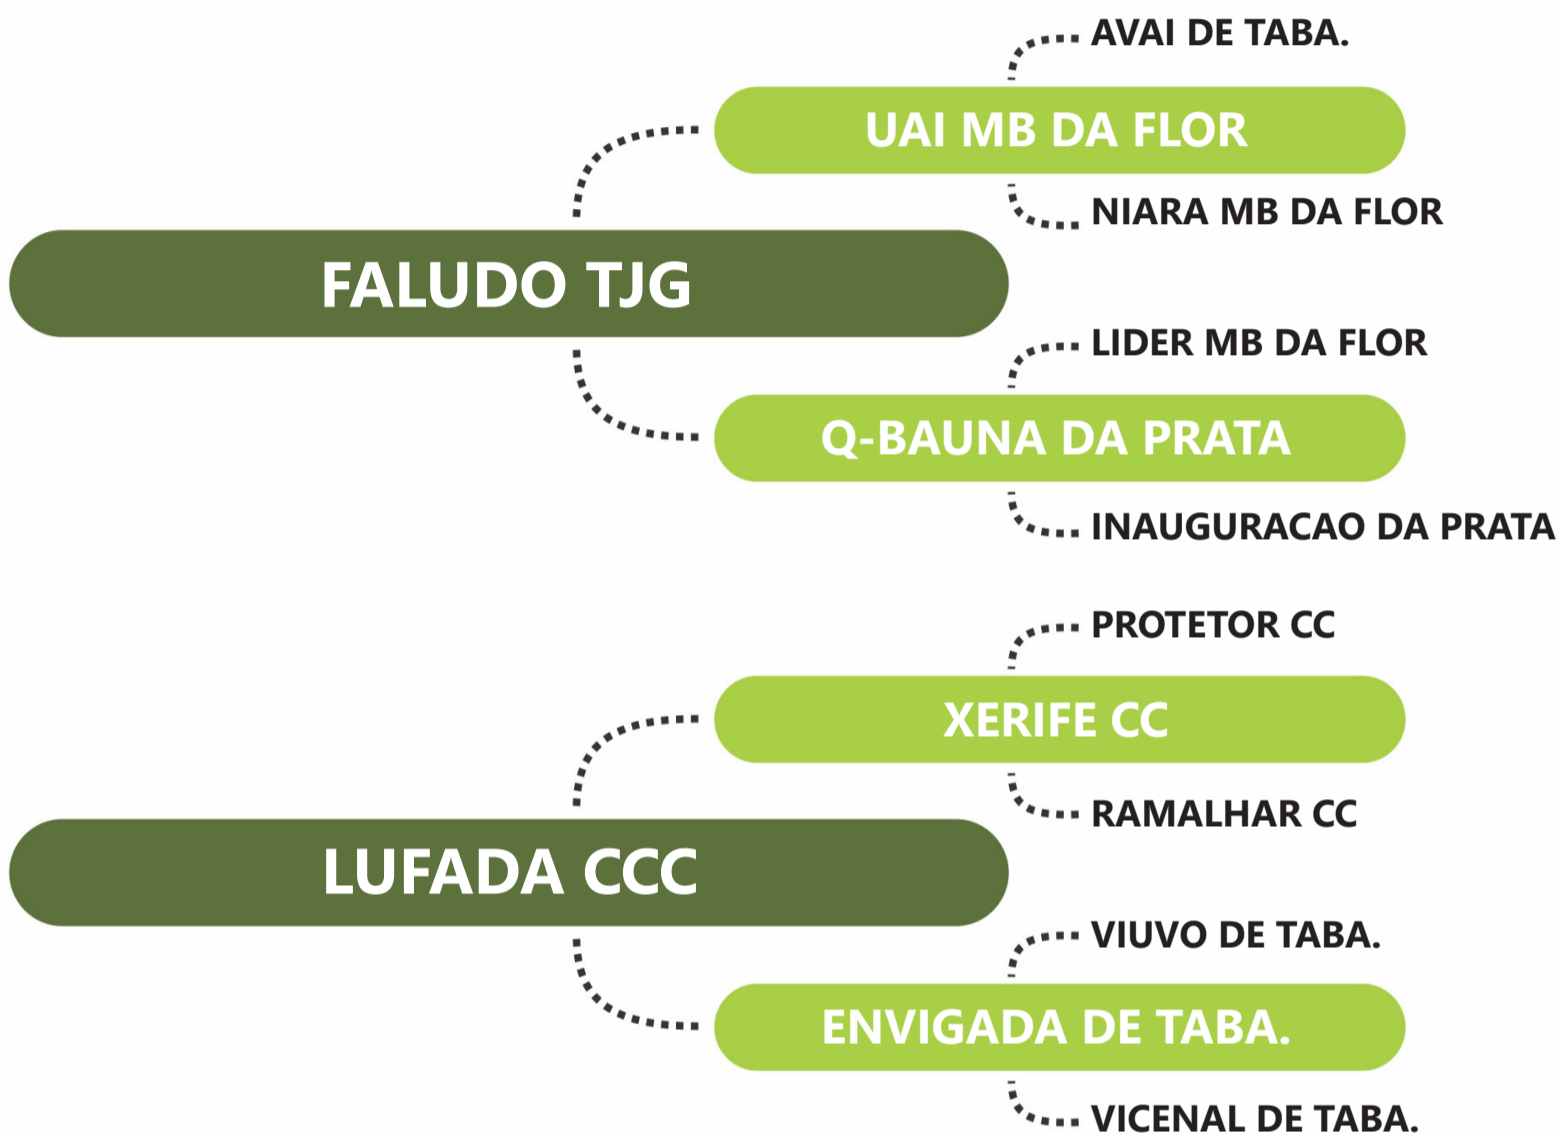 AVAI DE TABA.
UAI MB DA FLOR
NIARA MB DA FLOR
FALUDO TJG
LIDER MB DA FLOR
Q-BAUNA DA PRATA
INAUGURACAO DA PRATA
PROTETOR CC
XERIFE CC
RAMALHAR CC
LUFADA CCC
VIUVO DE TABA.
ENVIGADA DE TABA.
VICENAL DE TABA.